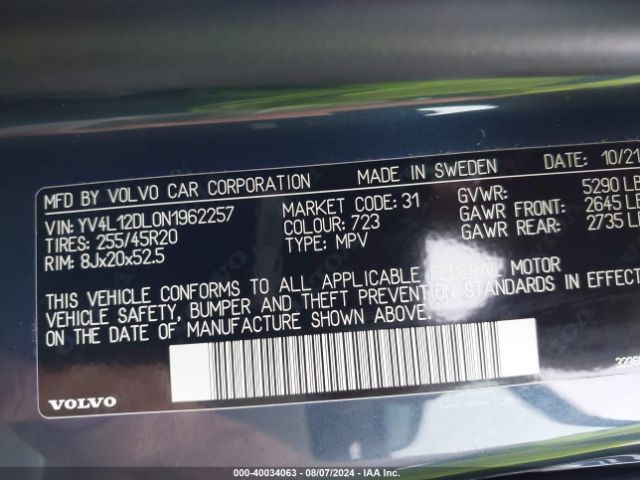 MFD BY VOLVO CAR CORPORATION MADE IN SWEDEN DATE: 10/21
VIN: YV4L12DL0N1962257 MARKET CODE: 31 GVWR: 5290 LB
TIRES: 255/45R20 COLOUR: 723 GAWR FRONT: 2645 LB
RIM: 8Jx20x52.5 TYPE: MPV GAWR REAR: 2735 LB
THIS VEHICLE CONFORMS TO ALL APPLICABLE FEDERAL MOTOR
VEHICLE SAFETY, BUMPER AND THEFT PREVENTION STANDARDS IN EFFECT
ON THE DATE OF MANUFACTURE SHOWN ABOVE.
VOLVO
000-40034063 - 08/07/2024 - IAA Inc.